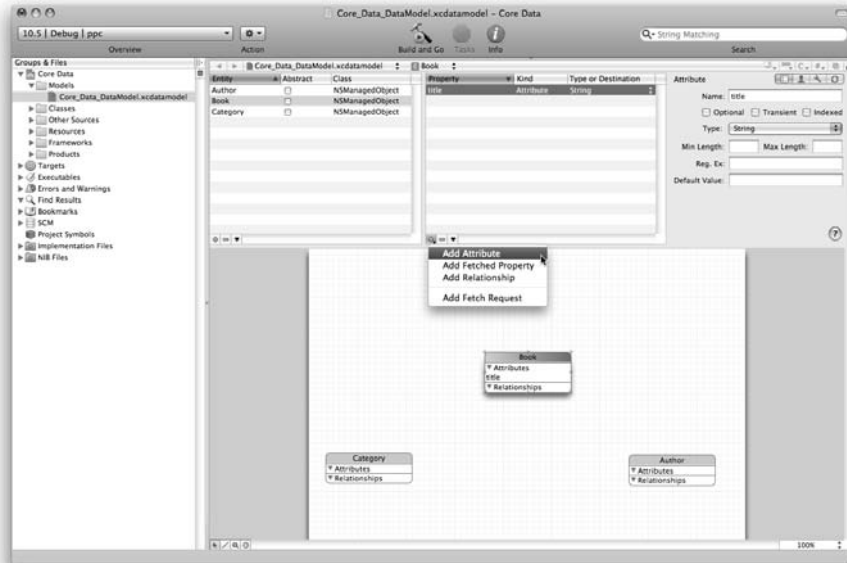 Core_Data_DataModel.xcdatamodel – Core Data
10.5 | Debug | ppc
String Matching
Overview
Action
Build and Go
Tasks
Info
Search
Groups & Files
Core Data
Models
Core_Data_DataModel.xcdatamodel
Classes
Other Sources
Resources
Frameworks
Products
Targets
Executables
Errors and Warnings
Find Results
Bookmarks
SCM
Project Symbols
Implementation Files
NIB Files
Core_Data_DataModel.xcdatamodel
Book
Entity Abstract Class
Author NSManagedObject
Book NSManagedObject
Category NSManagedObject
Property Kind Type or Destination
title Attribute String
Attribute
Name: title
Optional Transient Indexed
Type: String
Min Length: Max Length:
Reg. Ex:
Default Value:
?
Add Attribute
Add Fetched Property
Add Relationship
Add Fetch Request
Book
Attributes
title
Relationships
Category
Attributes
Relationships
Author
Attributes
Relationships
100%